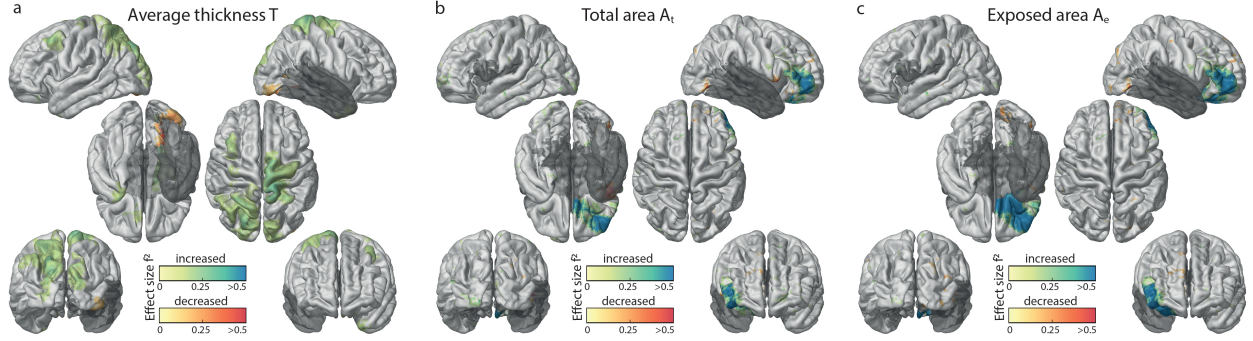 a
Average thickness T
Effect size f²
increased
0 0.25 >0.5
decreased
0 0.25 >0.5
b
Total area Aₜ
Effect size f²
increased
0 0.25 >0.5
decreased
0 0.25 >0.5
c
Exposed area Aₑ
Effect size f²
increased
0 0.25 >0.5
decreased
0 0.25 >0.5